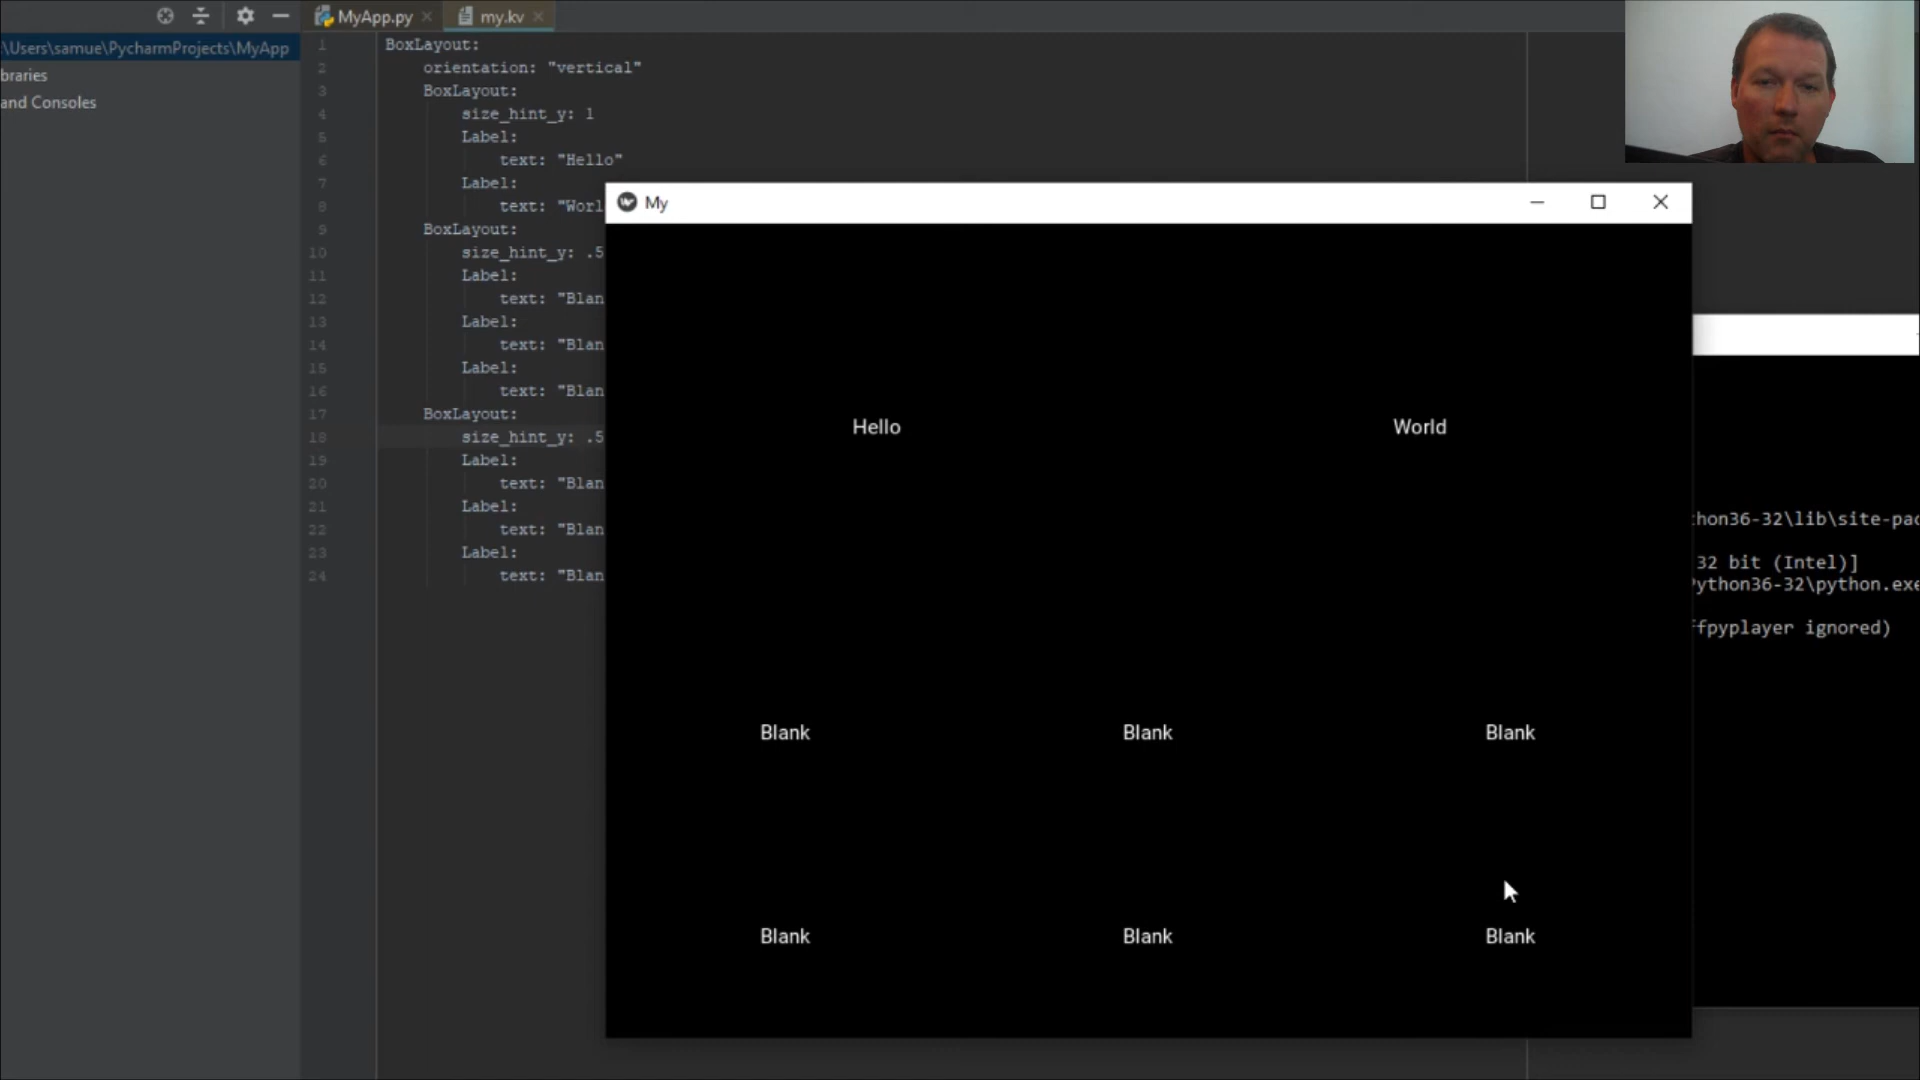 MyApp.py
my.kv
\Users\samue\PycharmProjects\MyApp
braries
and Consoles
1 BoxLayout:
2 orientation: "vertical"
3 BoxLayout:
4 size_hint_y: 1
5 Label:
6 text: "Hello"
7 Label:
8 text: "Worl
9 BoxLayout:
10 size_hint_y: .5
11 Label:
12 text: "Blan
13 Label:
14 text: "Blan
15 Label:
16 text: "Blan
17 BoxLayout:
18 size_hint_y: .5
19 Label:
20 text: "Blan
21 Label:
22 text: "Blan
23 Label:
24 text: "Blan
My
Hello World
Blank Blank Blank
Blank Blank Blank
thon36-32\lib\site-pac
32 bit (Intel)]
Python36-32\python.exe
ffpyplayer ignored)